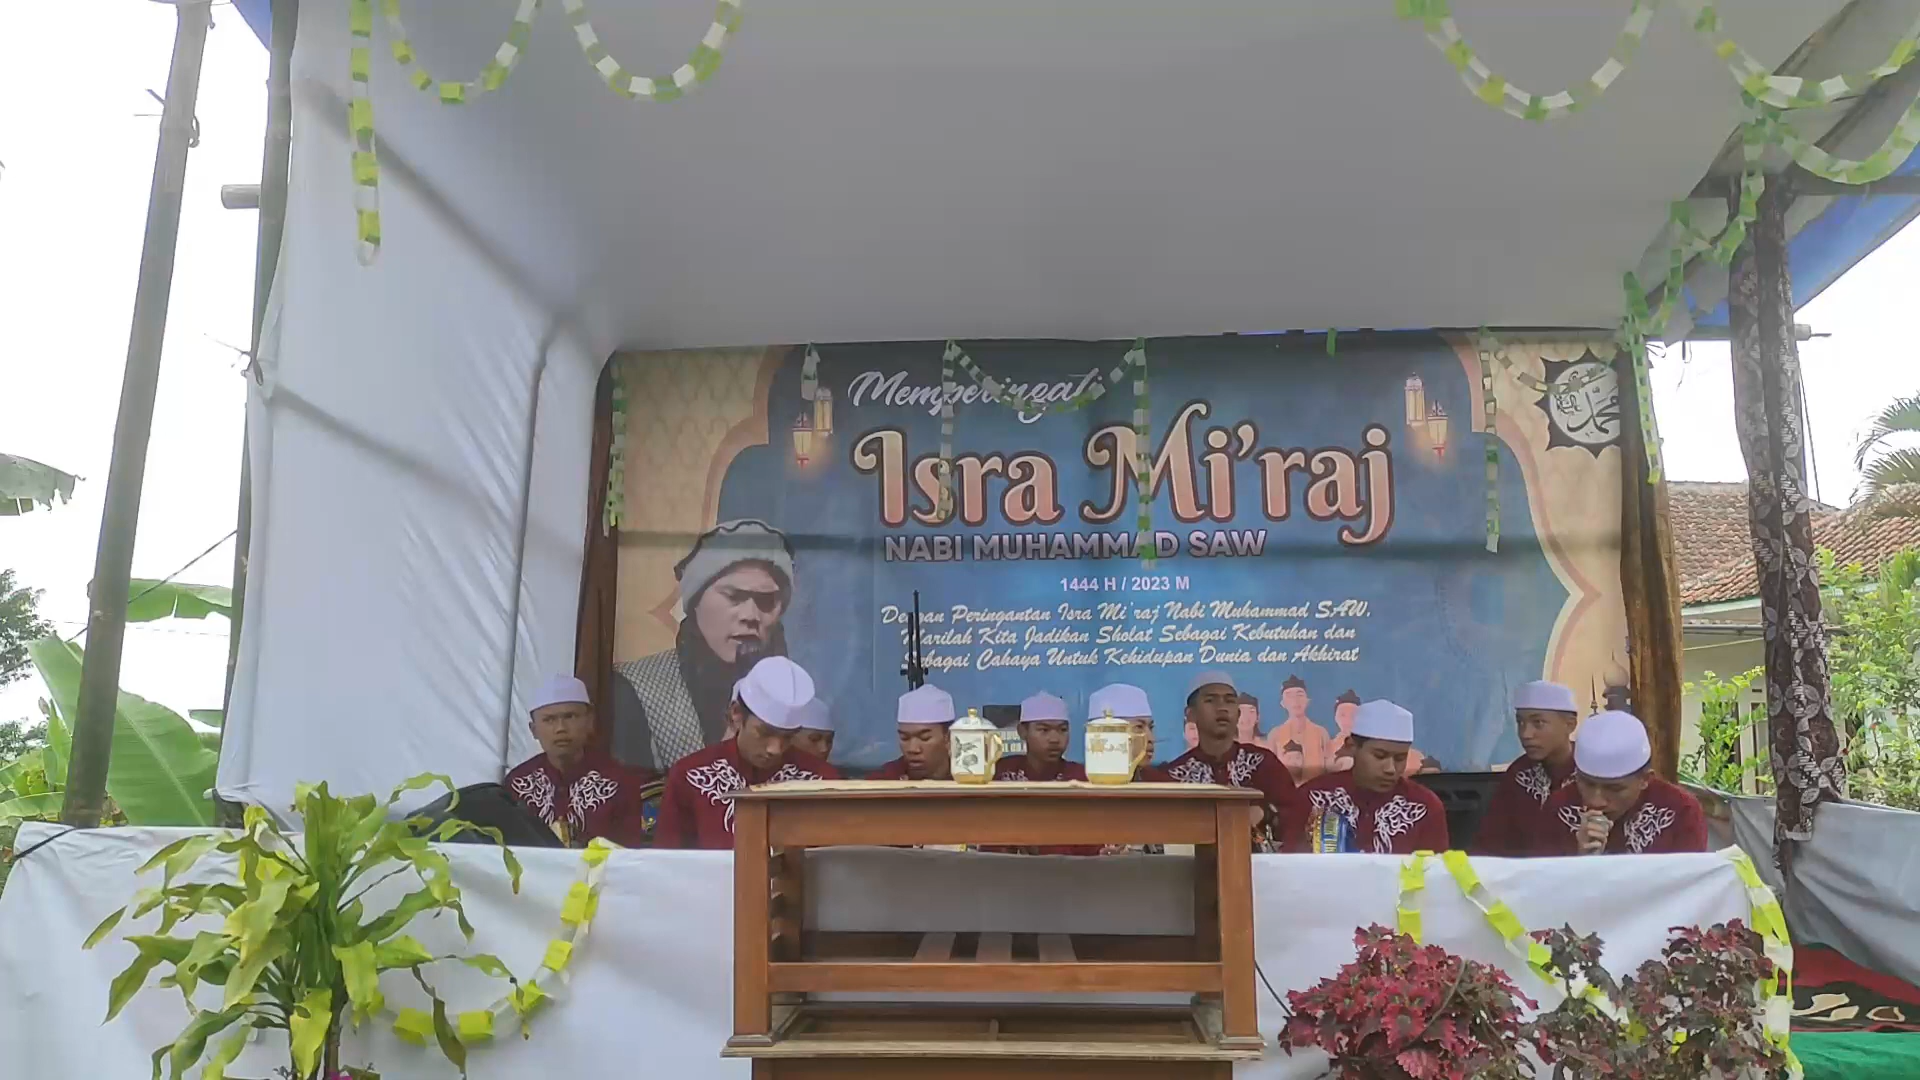 Memperingati
Isra Mi'raj
NABI MUHAMMAD SAW
1444 H / 2023 M
Dengan Peringantan Isra Mi'raj Nabi Muhammad SAW.
Marilah Kita Jadikan Sholat Sebagai Kebutuhan dan
Sebagai Cahaya Untuk Kehidupan Dunia dan Akhirat
محمد